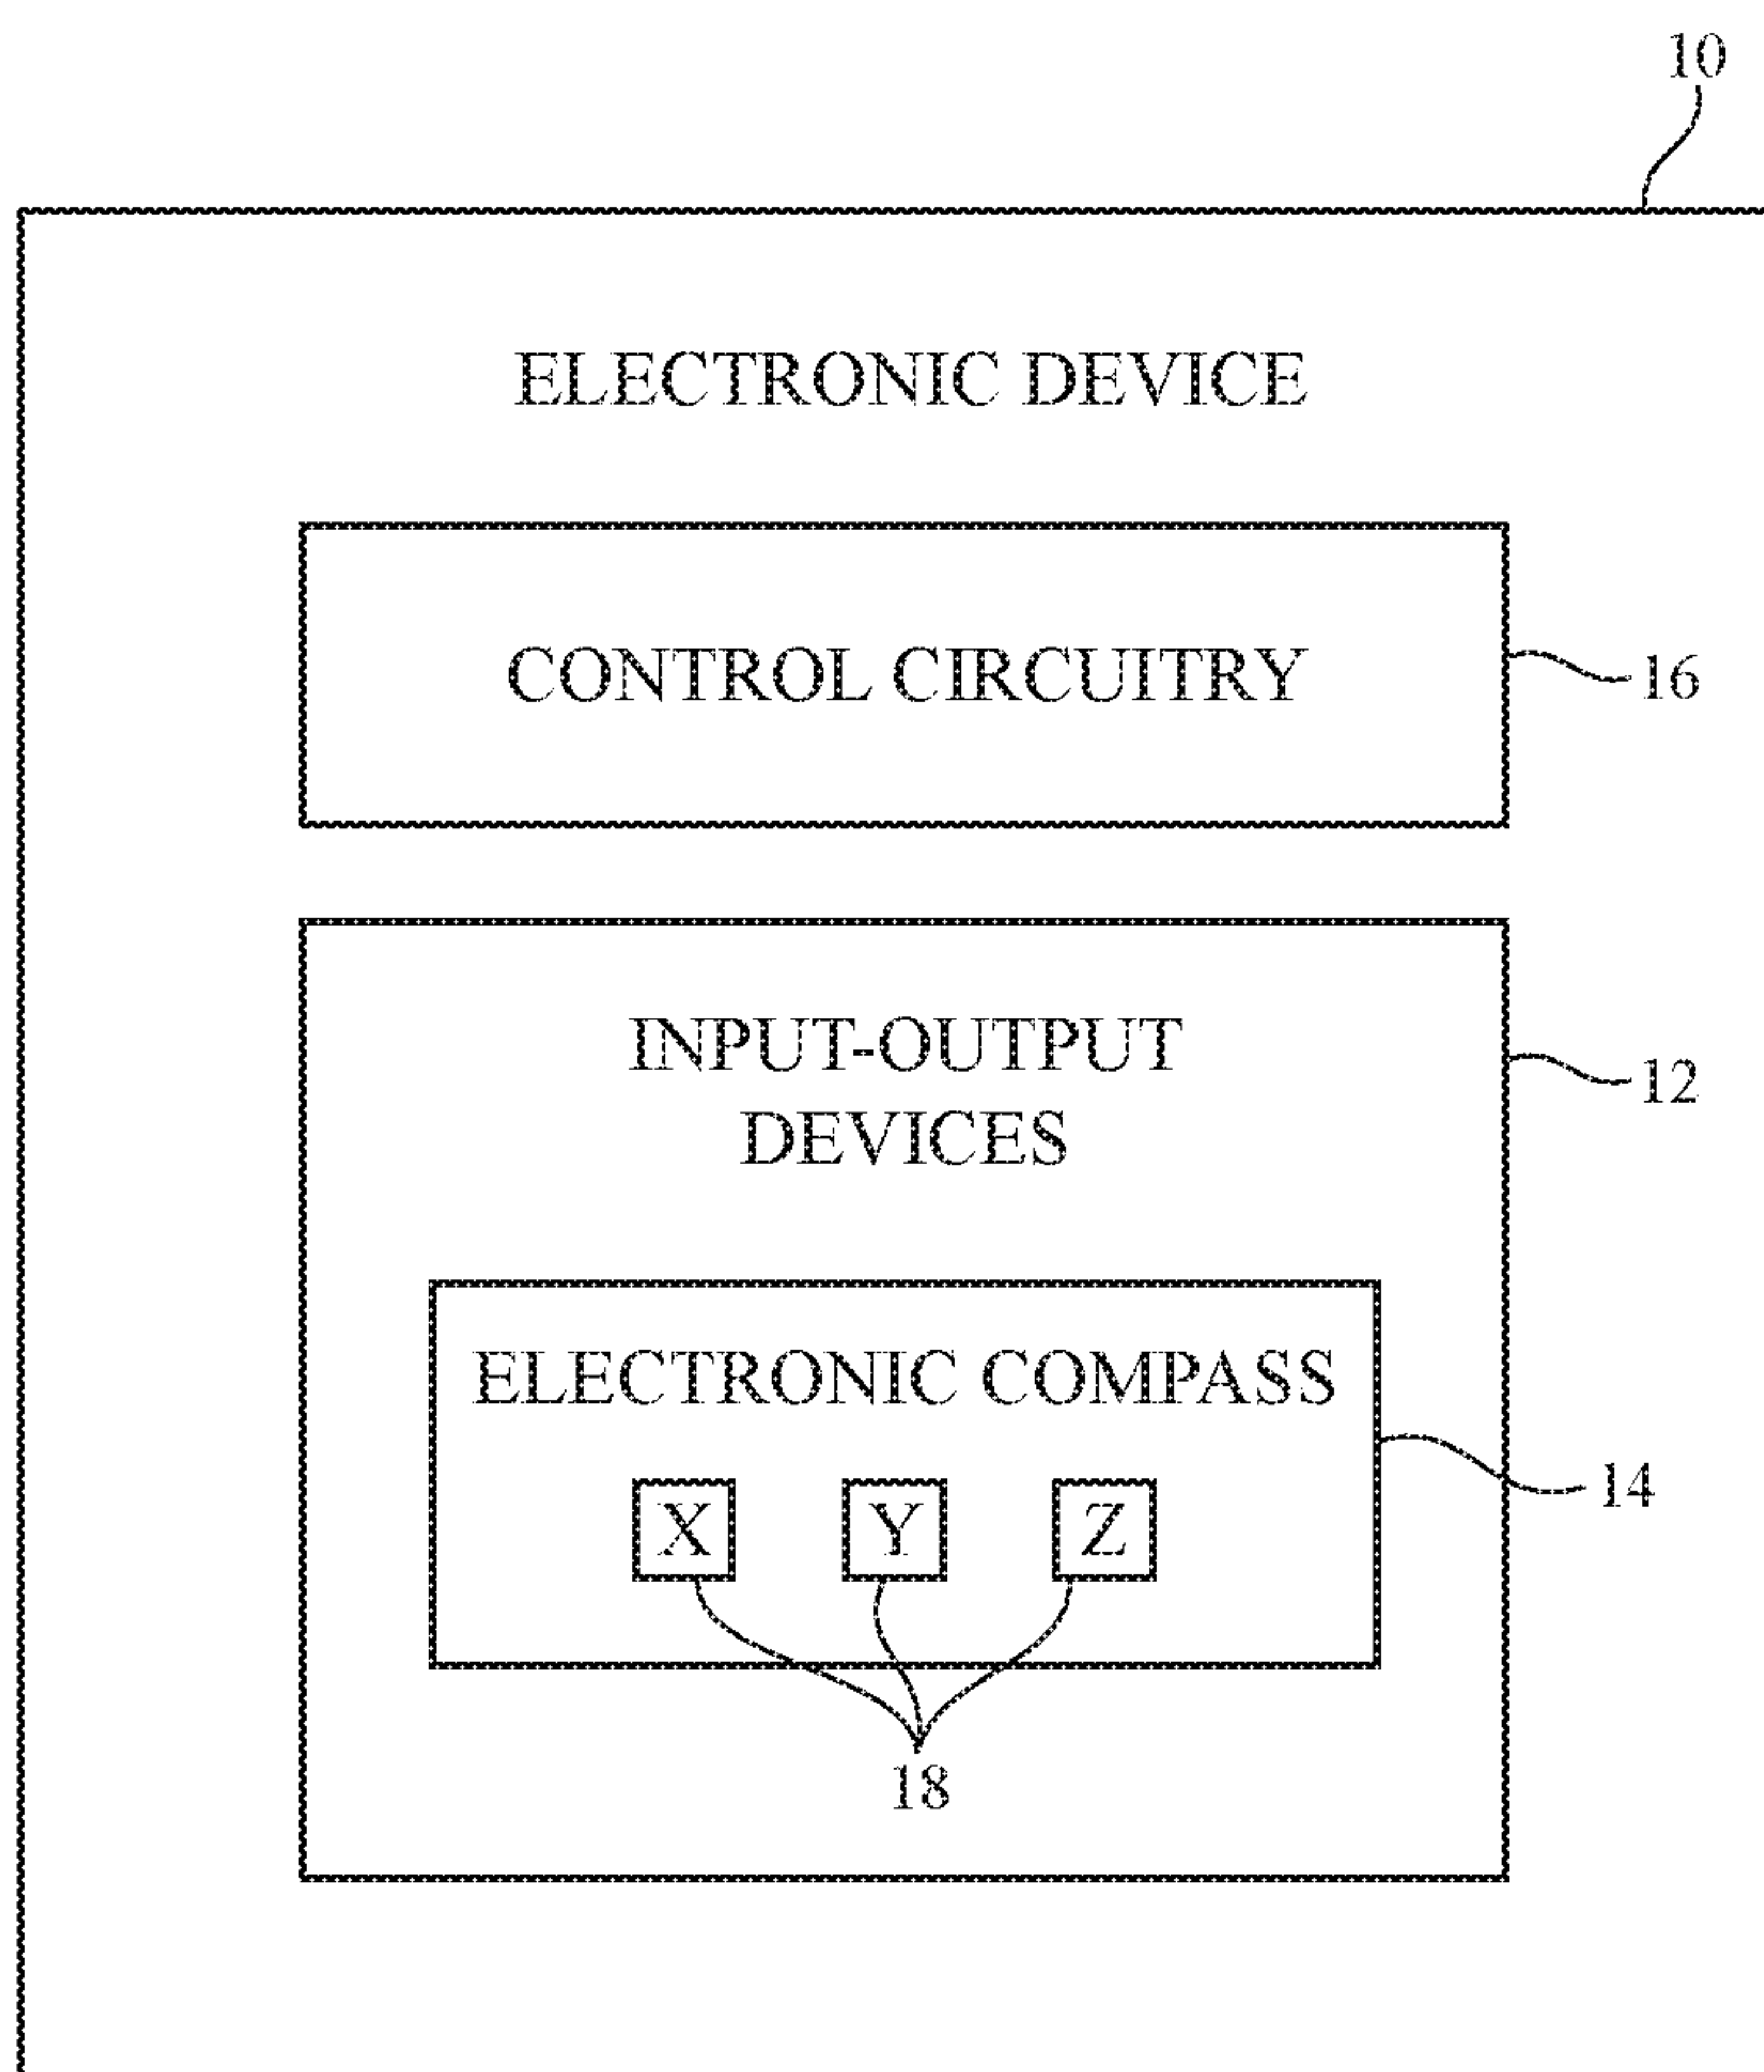 10
ELECTRONIC DEVICE
CONTROL CIRCUITRY
16
INPUT-OUTPUT
DEVICES
12
ELECTRONIC COMPASS
X Y Z
14
18